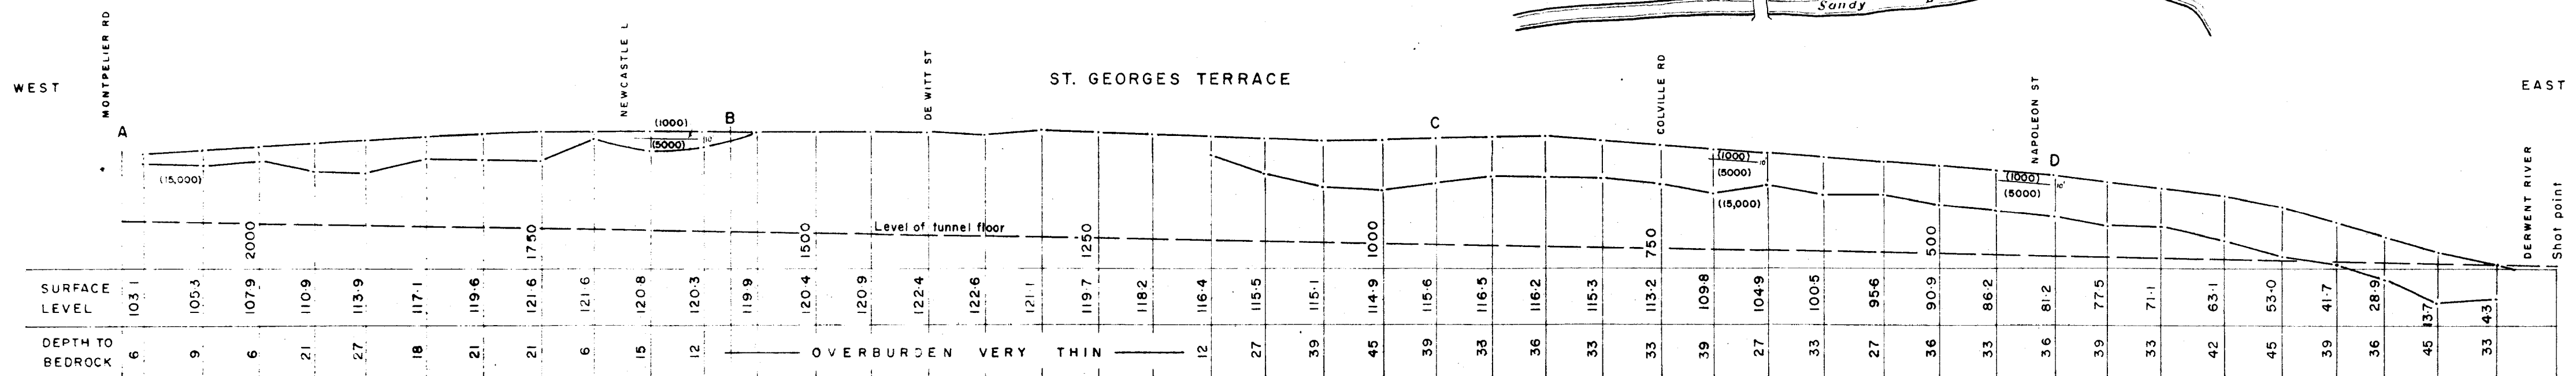 Sandy
WEST
MONTPELIER RD
NEWCASTLE L
DE WITT ST
ST. GEORGES TERRACE
COLVILLE RD
NAPOLEON ST
EAST
A
B
C
D
DERWENT RIVER
Shot point
(15,000)
(1000)
(5000)
10'
(1000)
(5000)
(15,000)
10'
(1000)
(5000)
10'
Level of tunnel floor
2000 1750 1500 1250 1000 750 500
SURFACE LEVEL 103·1 105·3 107·9 110·9 113·9 117·1 119·6 121·6 121·6 120·8 120·3 119·9 120·4 120·9 122·4 122·6 121·1 119·7 118·2 116·4 115·5 115·1 114·9 115·6 116·5 116·2 115·3 113·2 109·8 104·9 100·5 95·6 90·9 86·2 81·2 77·5 71·1 63·1 53·0 41·7 28·9 13·7 4·3
DEPTH TO BEDROCK 6 9 6 21 27 18 21 21 6 15 12 OVERBURDEN VERY THIN 12 27 39 45 39 33 36 33 33 39 27 33 27 36 33 36 39 33 42 45 39 36 45 33